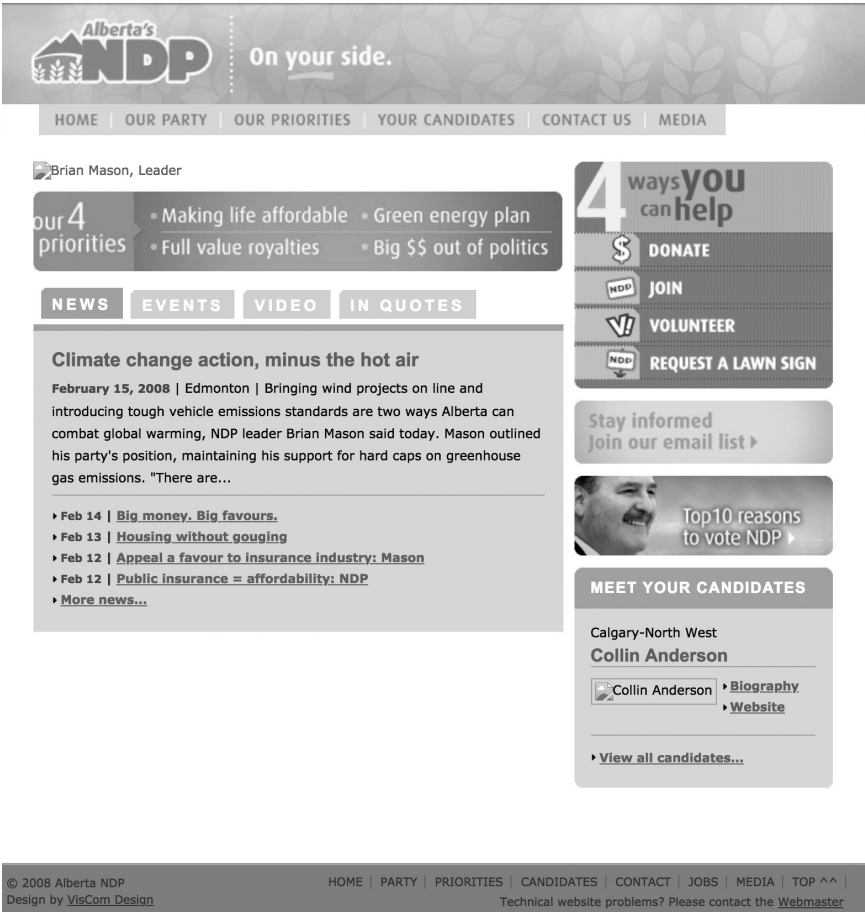 Alberta's
NDP
On your side.
HOME | OUR PARTY | OUR PRIORITIES | YOUR CANDIDATES | CONTACT US | MEDIA
Brian Mason, Leader
our 4
priorities
• Making life affordable • Green energy plan
• Full value royalties • Big $$ out of politics
NEWS EVENTS VIDEO IN QUOTES
Climate change action, minus the hot air
February 15, 2008 | Edmonton | Bringing wind projects on line and
introducing tough vehicle emissions standards are two ways Alberta can
combat global warming, NDP leader Brian Mason said today. Mason outlined
his party's position, maintaining his support for hard caps on greenhouse
gas emissions. "There are...
Feb 14 | Big money. Big favours.
Feb 13 | Housing without gouging
Feb 12 | Appeal a favour to insurance industry: Mason
Feb 12 | Public insurance = affordability: NDP
More news...
4 ways you
can help
$ DONATE
NDP JOIN
V! VOLUNTEER
NDP REQUEST A LAWN SIGN
Stay informed
Join our email list
Top10 reasons
to vote NDP
MEET YOUR CANDIDATES
Calgary-North West
Collin Anderson
Collin Anderson
Biography
Website
View all candidates...
© 2008 Alberta NDP
Design by VisCom Design
HOME | PARTY | PRIORITIES | CANDIDATES | CONTACT | JOBS | MEDIA | TOP ^^ |
Technical website problems? Please contact the Webmaster